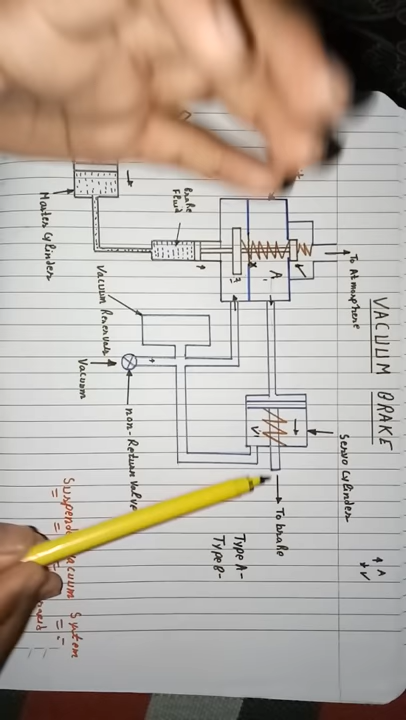 VACUUM BRAKE
To Atmosphere
Servo Cylinder
↑ A
↓ V
Brake
Fluid
A
V
Master Cylinder
Vacuum Reservais
Vacuum
non-Return valve
To brake
Type A-
Type B-
Suspended Vacuum System